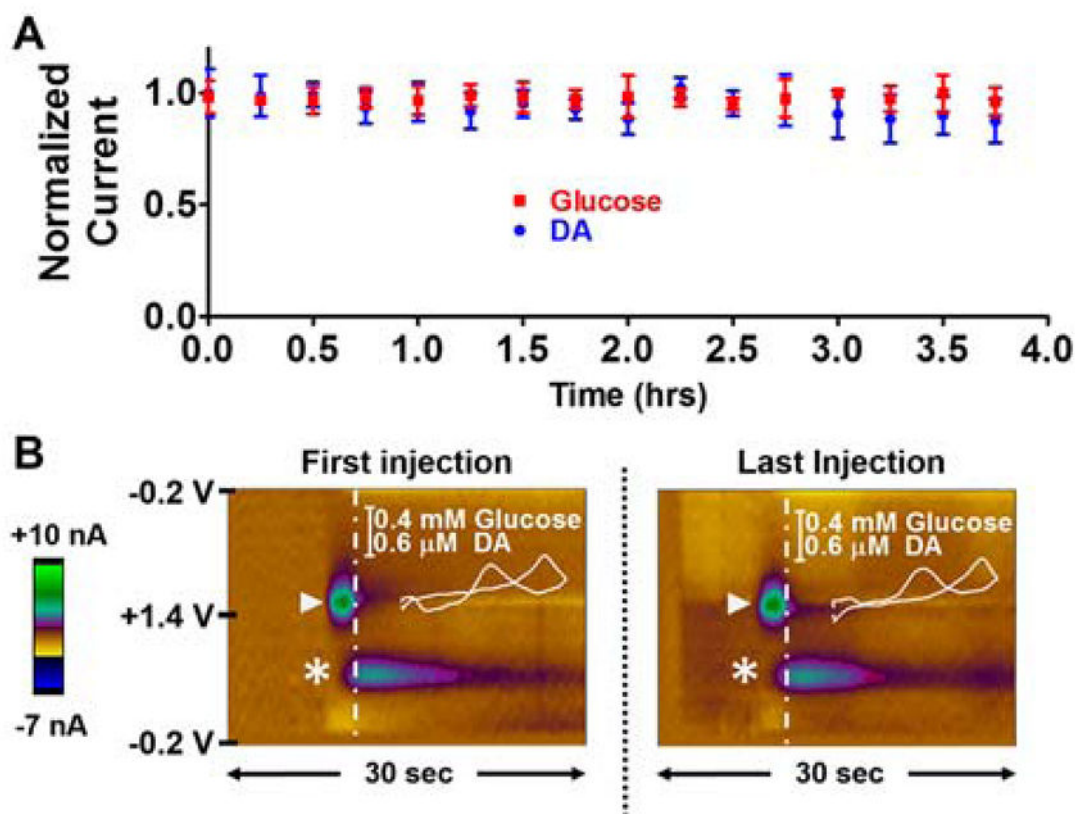 A
Normalized
Current
1.0
0.5
0.0
Glucose
DA
0.0 0.5 1.0 1.5 2.0 2.5 3.0 3.5 4.0
Time (hrs)
B
First injection
Last Injection
-0.2 V
+1.4 V
-0.2 V
+10 nA
-7 nA
0.4 mM Glucose
0.6 μM DA
*
30 sec
0.4 mM Glucose
0.6 μM DA
*
30 sec